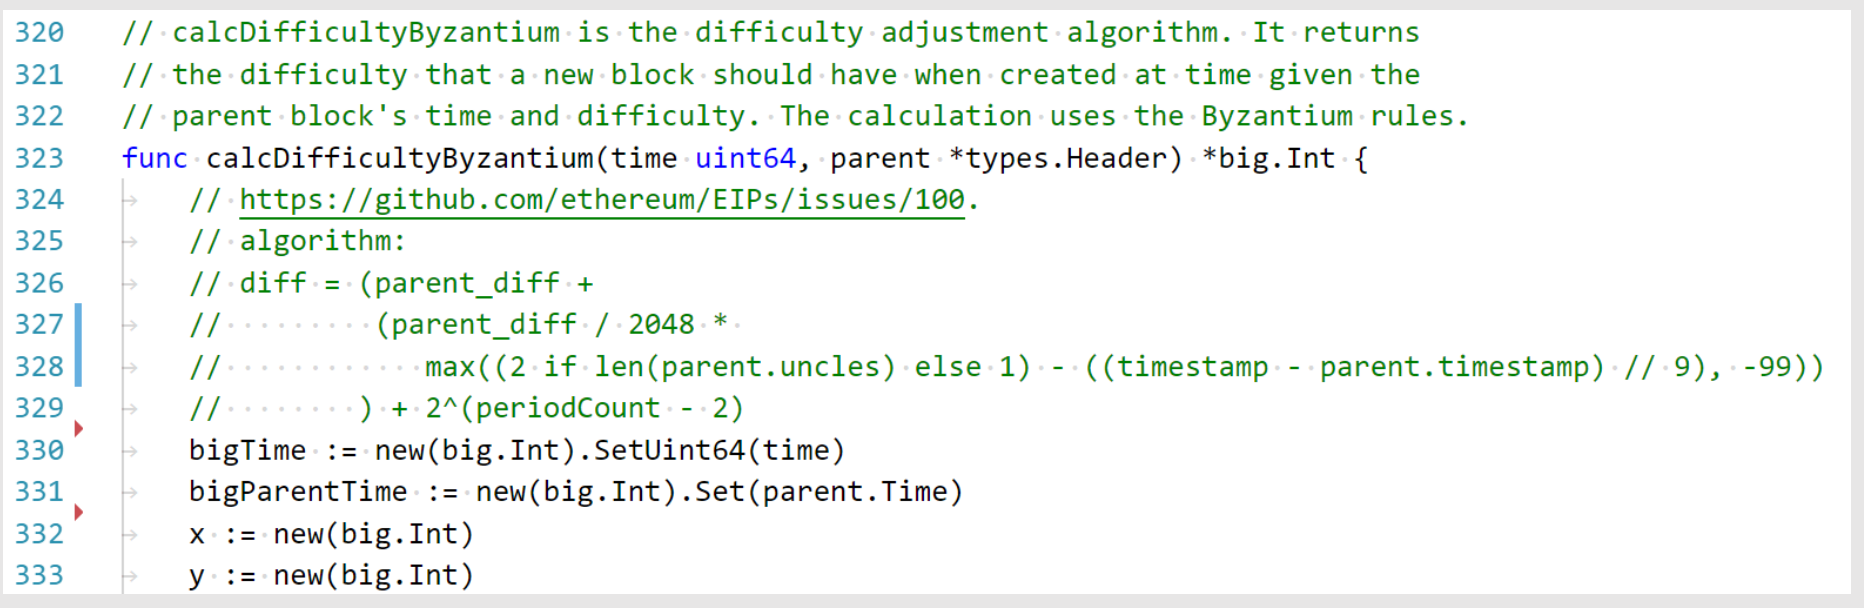 320 // calcDifficultyByzantium is the difficulty adjustment algorithm. It returns
321 // the difficulty that a new block should have when created at time given the
322 // parent block's time and difficulty. The calculation uses the Byzantium rules.
323 func calcDifficultyByzantium(time uint64, parent *types.Header) *big.Int {
324 // https://github.com/ethereum/EIPs/issues/100.
325 // algorithm:
326 // diff = (parent_diff +
327 // (parent_diff / 2048 *
328 // max((2 if len(parent.uncles) else 1) - ((timestamp - parent.timestamp) // 9), -99))
329 // ) + 2^(periodCount - 2)
330 bigTime := new(big.Int).SetUint64(time)
331 bigParentTime := new(big.Int).Set(parent.Time)
332 x := new(big.Int)
333 y := new(big.Int)